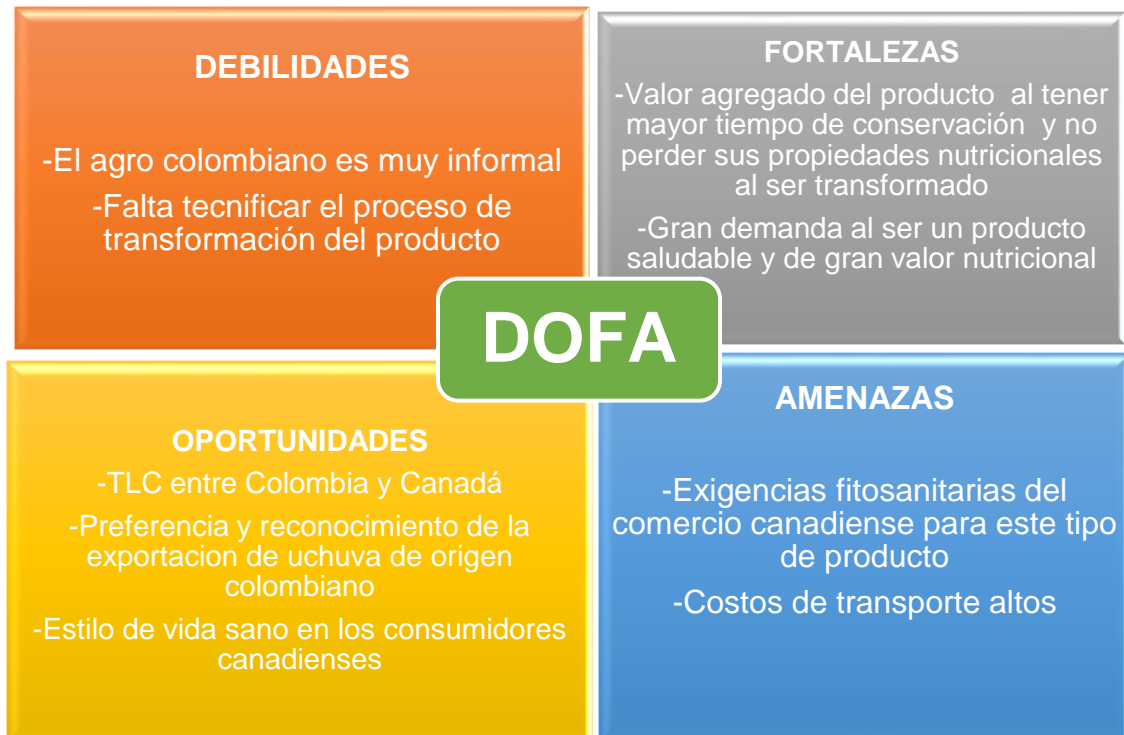 DEBILIDADES
-El agro colombiano es muy informal
-Falta tecnificar el proceso de
transformación del producto
FORTALEZAS
-Valor agregado del producto al tener
mayor tiempo de conservación y no
perder sus propiedades nutricionales
al ser transformado
-Gran demanda al ser un producto
saludable y de gran valor nutricional
DOFA
OPORTUNIDADES
-TLC entre Colombia y Canadá
-Preferencia y reconocimiento de la
exportacion de uchuva de origen
colombiano
-Estilo de vida sano en los consumidores
canadienses
AMENAZAS
-Exigencias fitosanitarias del
comercio canadiense para este tipo
de producto
-Costos de transporte altos